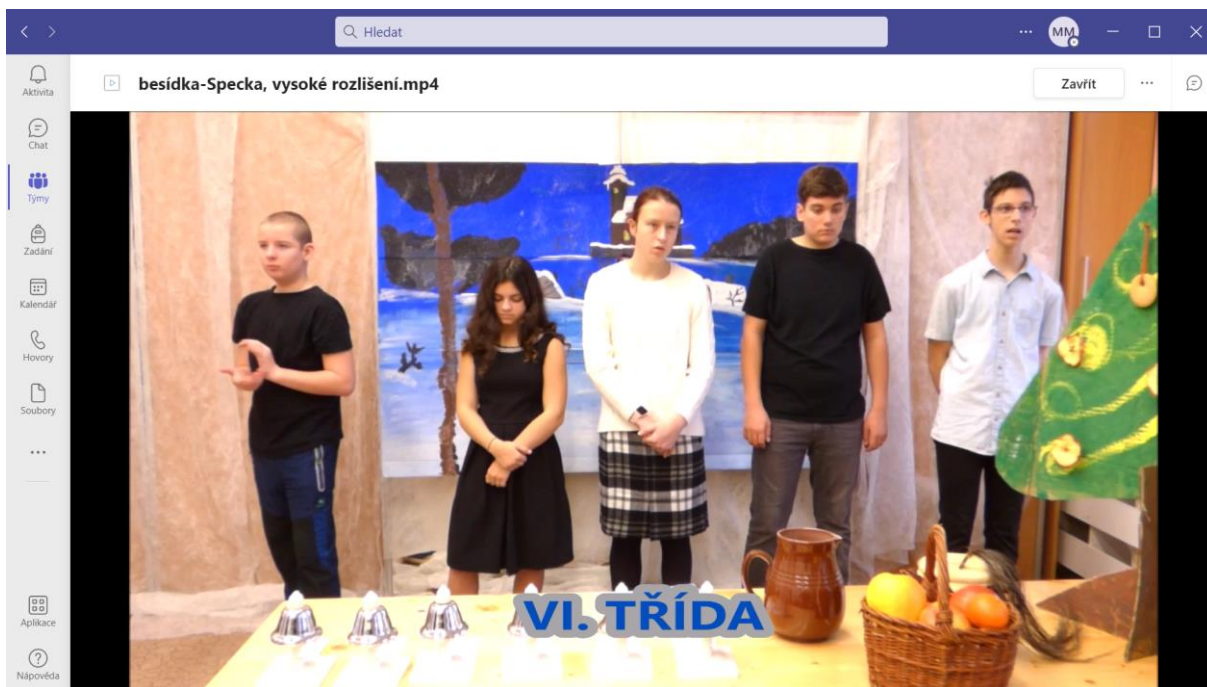 Hledat
MM
Aktivita
besídka-Specka, vysoké rozlišení.mp4
Zavřít
Chat
Týmy
Zadání
Kalendář
Hovory
Soubory
VI. TŘÍDA
Aplikace
Nápověda